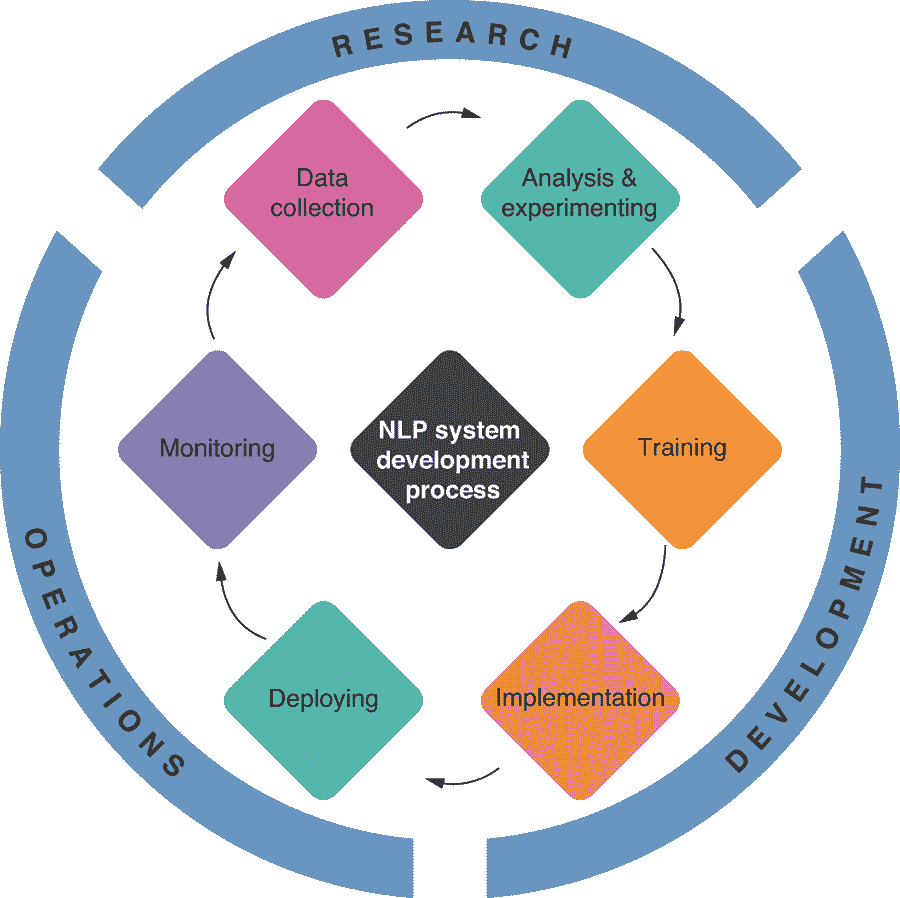 RESEARCH
Data
collection
Analysis &
experimenting
Monitoring
NLP system
development
process
Training
Deploying
Implementation
OPERATIONS
DEVELOPMENT